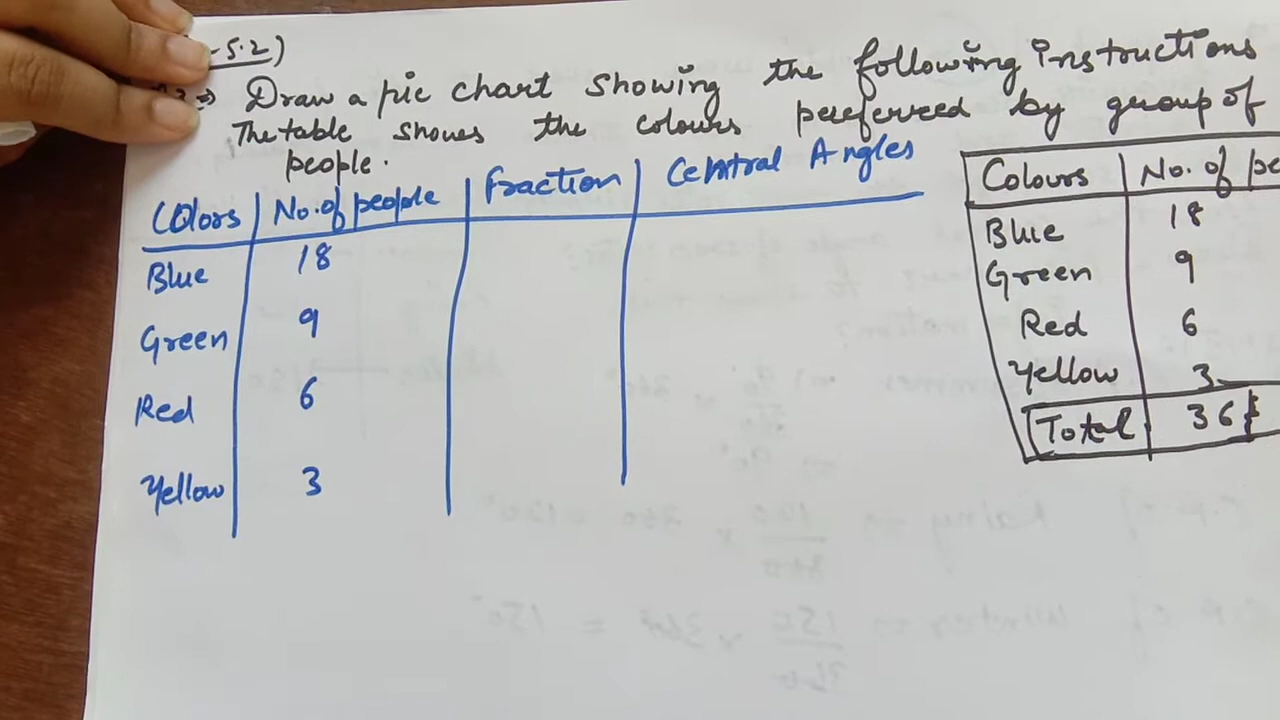 -5.2)
⇒ Draw a pie chart showing the following instructions
The table shows the colours preferred by group of
people.
Colors No. of people Fraction Central Angles
Blue 18
Green 9
Red 6
Yellow 3
Colours No. of pe
Blue 18
Green 9
Red 6
Yellow 3
Total 36